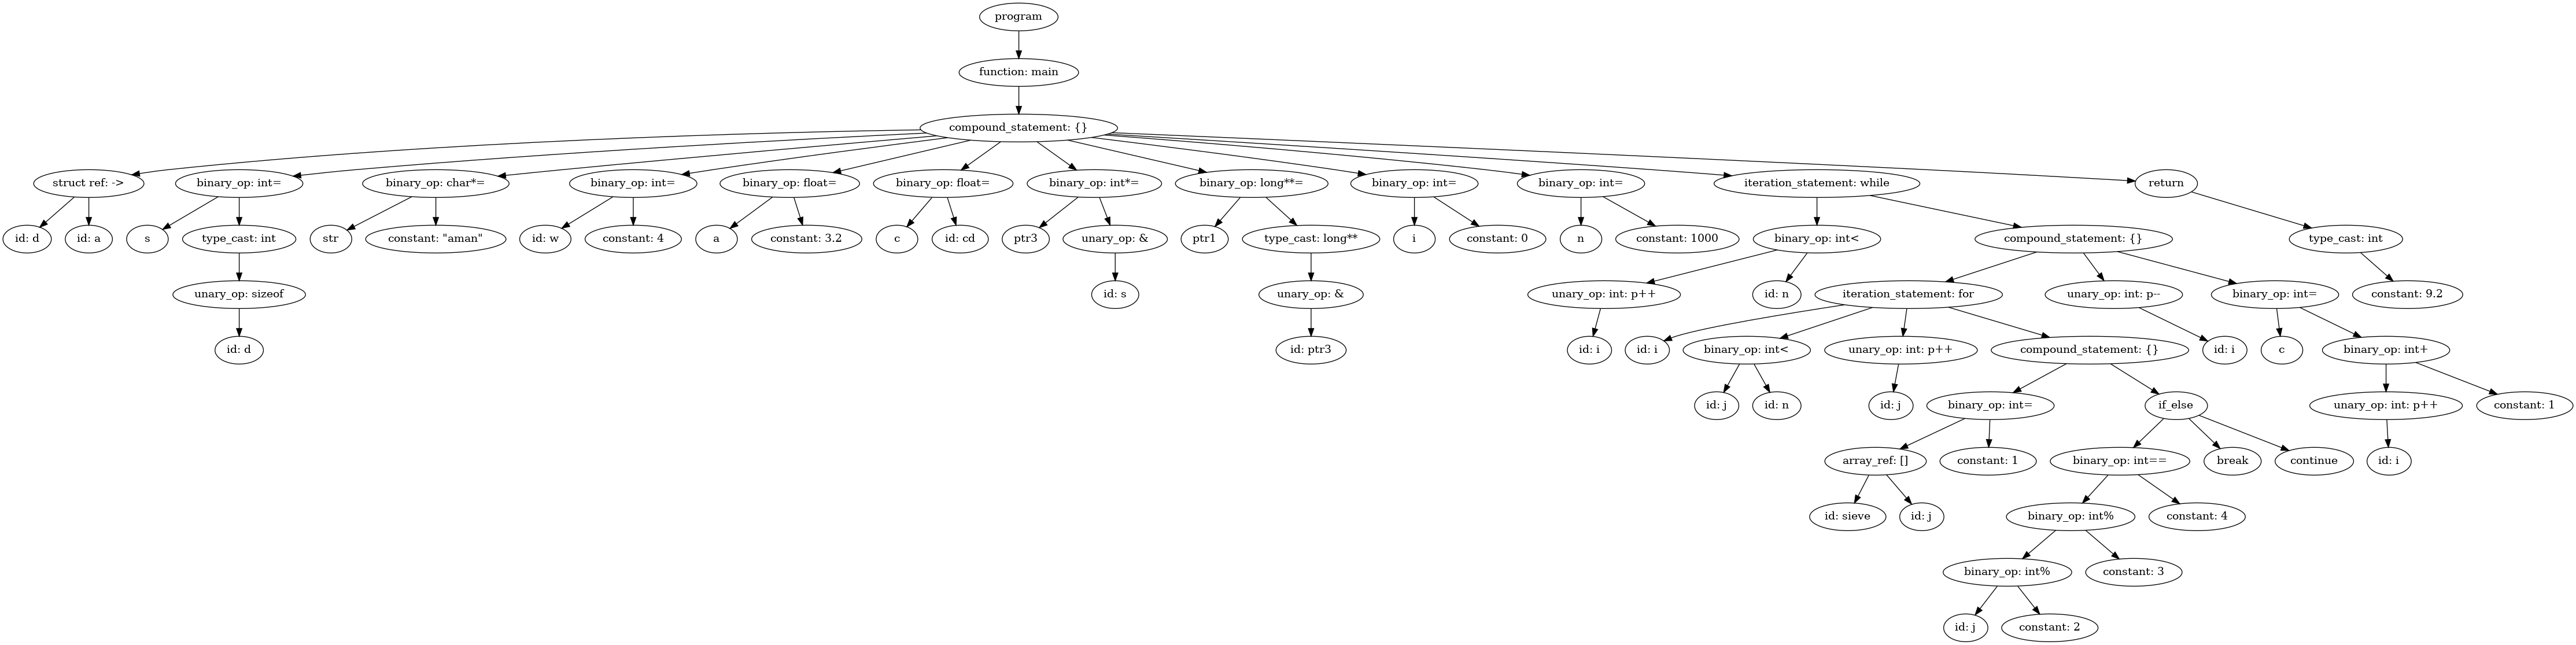 program
function: main
compound_statement: {}
struct ref: ->
binary_op: int=
binary_op: char*=
binary_op: int=
binary_op: float=
binary_op: float=
binary_op: int*=
binary_op: long**=
binary_op: int=
binary_op: int=
iteration_statement: while
return
id: d
id: a
s
type_cast: int
str
constant: "aman"
id: w
constant: 4
a
constant: 3.2
c
id: cd
ptr3
unary_op: &
ptr1
type_cast: long**
i
constant: 0
n
constant: 1000
binary_op: int<
compound_statement: {}
type_cast: int
unary_op: sizeof
id: s
unary_op: &
unary_op: int: p++
id: n
iteration_statement: for
unary_op: int: p--
binary_op: int=
constant: 9.2
id: d
id: ptr3
id: i
id: i
binary_op: int<
unary_op: int: p++
compound_statement: {}
id: i
c
binary_op: int+
id: j
id: n
id: j
binary_op: int=
if_else
unary_op: int: p++
constant: 1
array_ref: []
constant: 1
binary_op: int==
break
continue
id: i
id: sieve
id: j
binary_op: int%
constant: 4
binary_op: int%
constant: 3
id: j
constant: 2